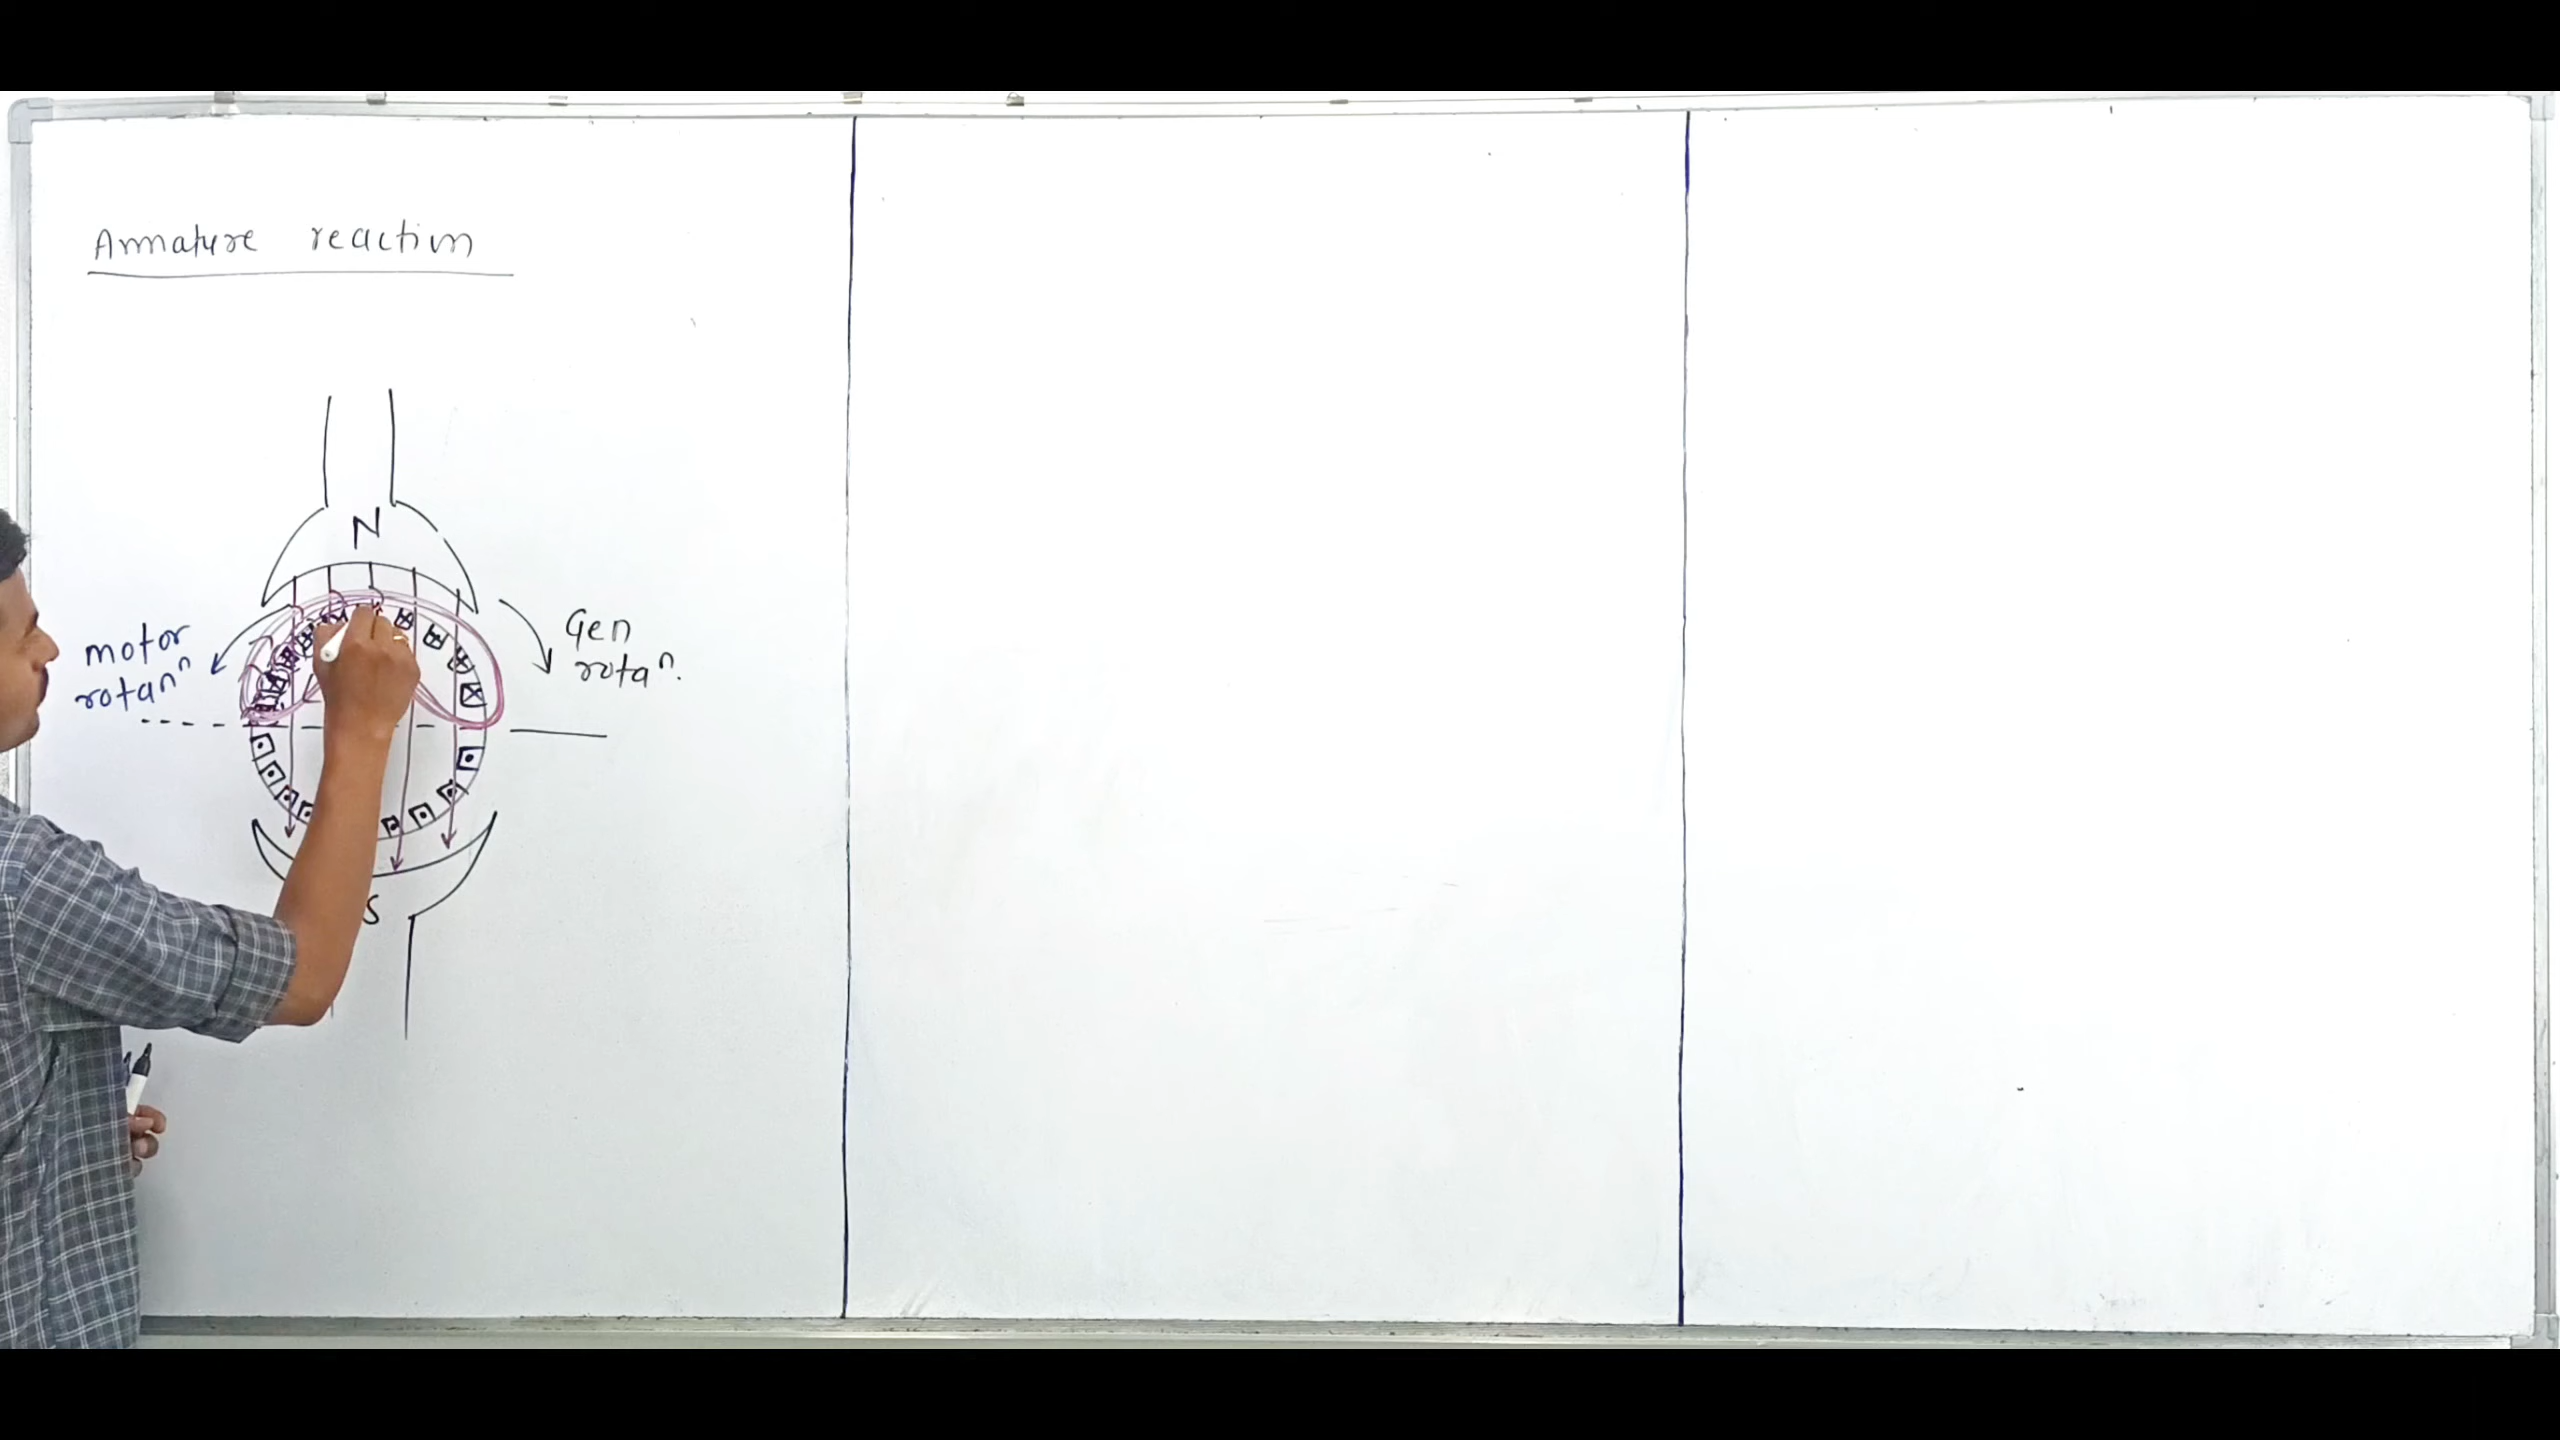 Armature reaction
N
motor
rotanⁿ
Gen
rotaⁿ.
S